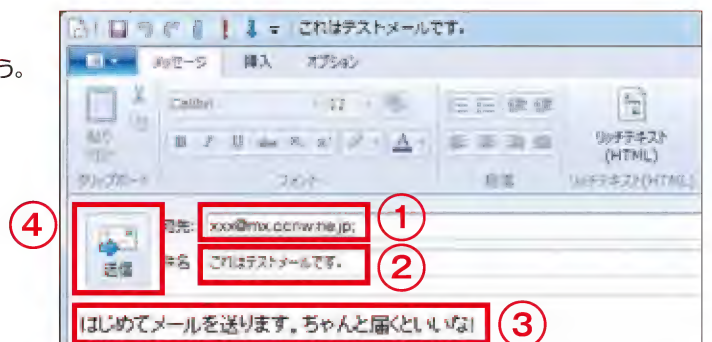 う。
これはテストメールです。
メッセージ 挿入 オプション
Calibri 12
B I U abc A
リッチテキスト
(HTML)
クリップボード フォント 段落 リッチテキスト(HTML)
④ 宛先: xxx@mx.ccnw.ne.jp; ①
送信 件名 これはテストメールです。 ②
はじめてメールを送ります。ちゃんと届くといいな! ③